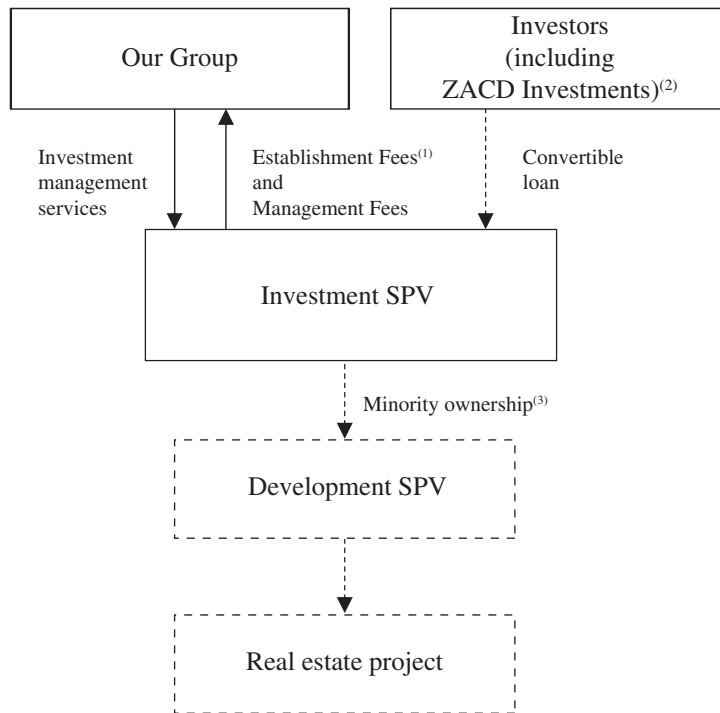 Our Group
Investors
(including
ZACD Investments)(2)
Investment
management
services
Establishment Fees(1)
and
Management Fees
Convertible
loan
Investment SPV
Minority ownership(3)
Development SPV
Real estate project